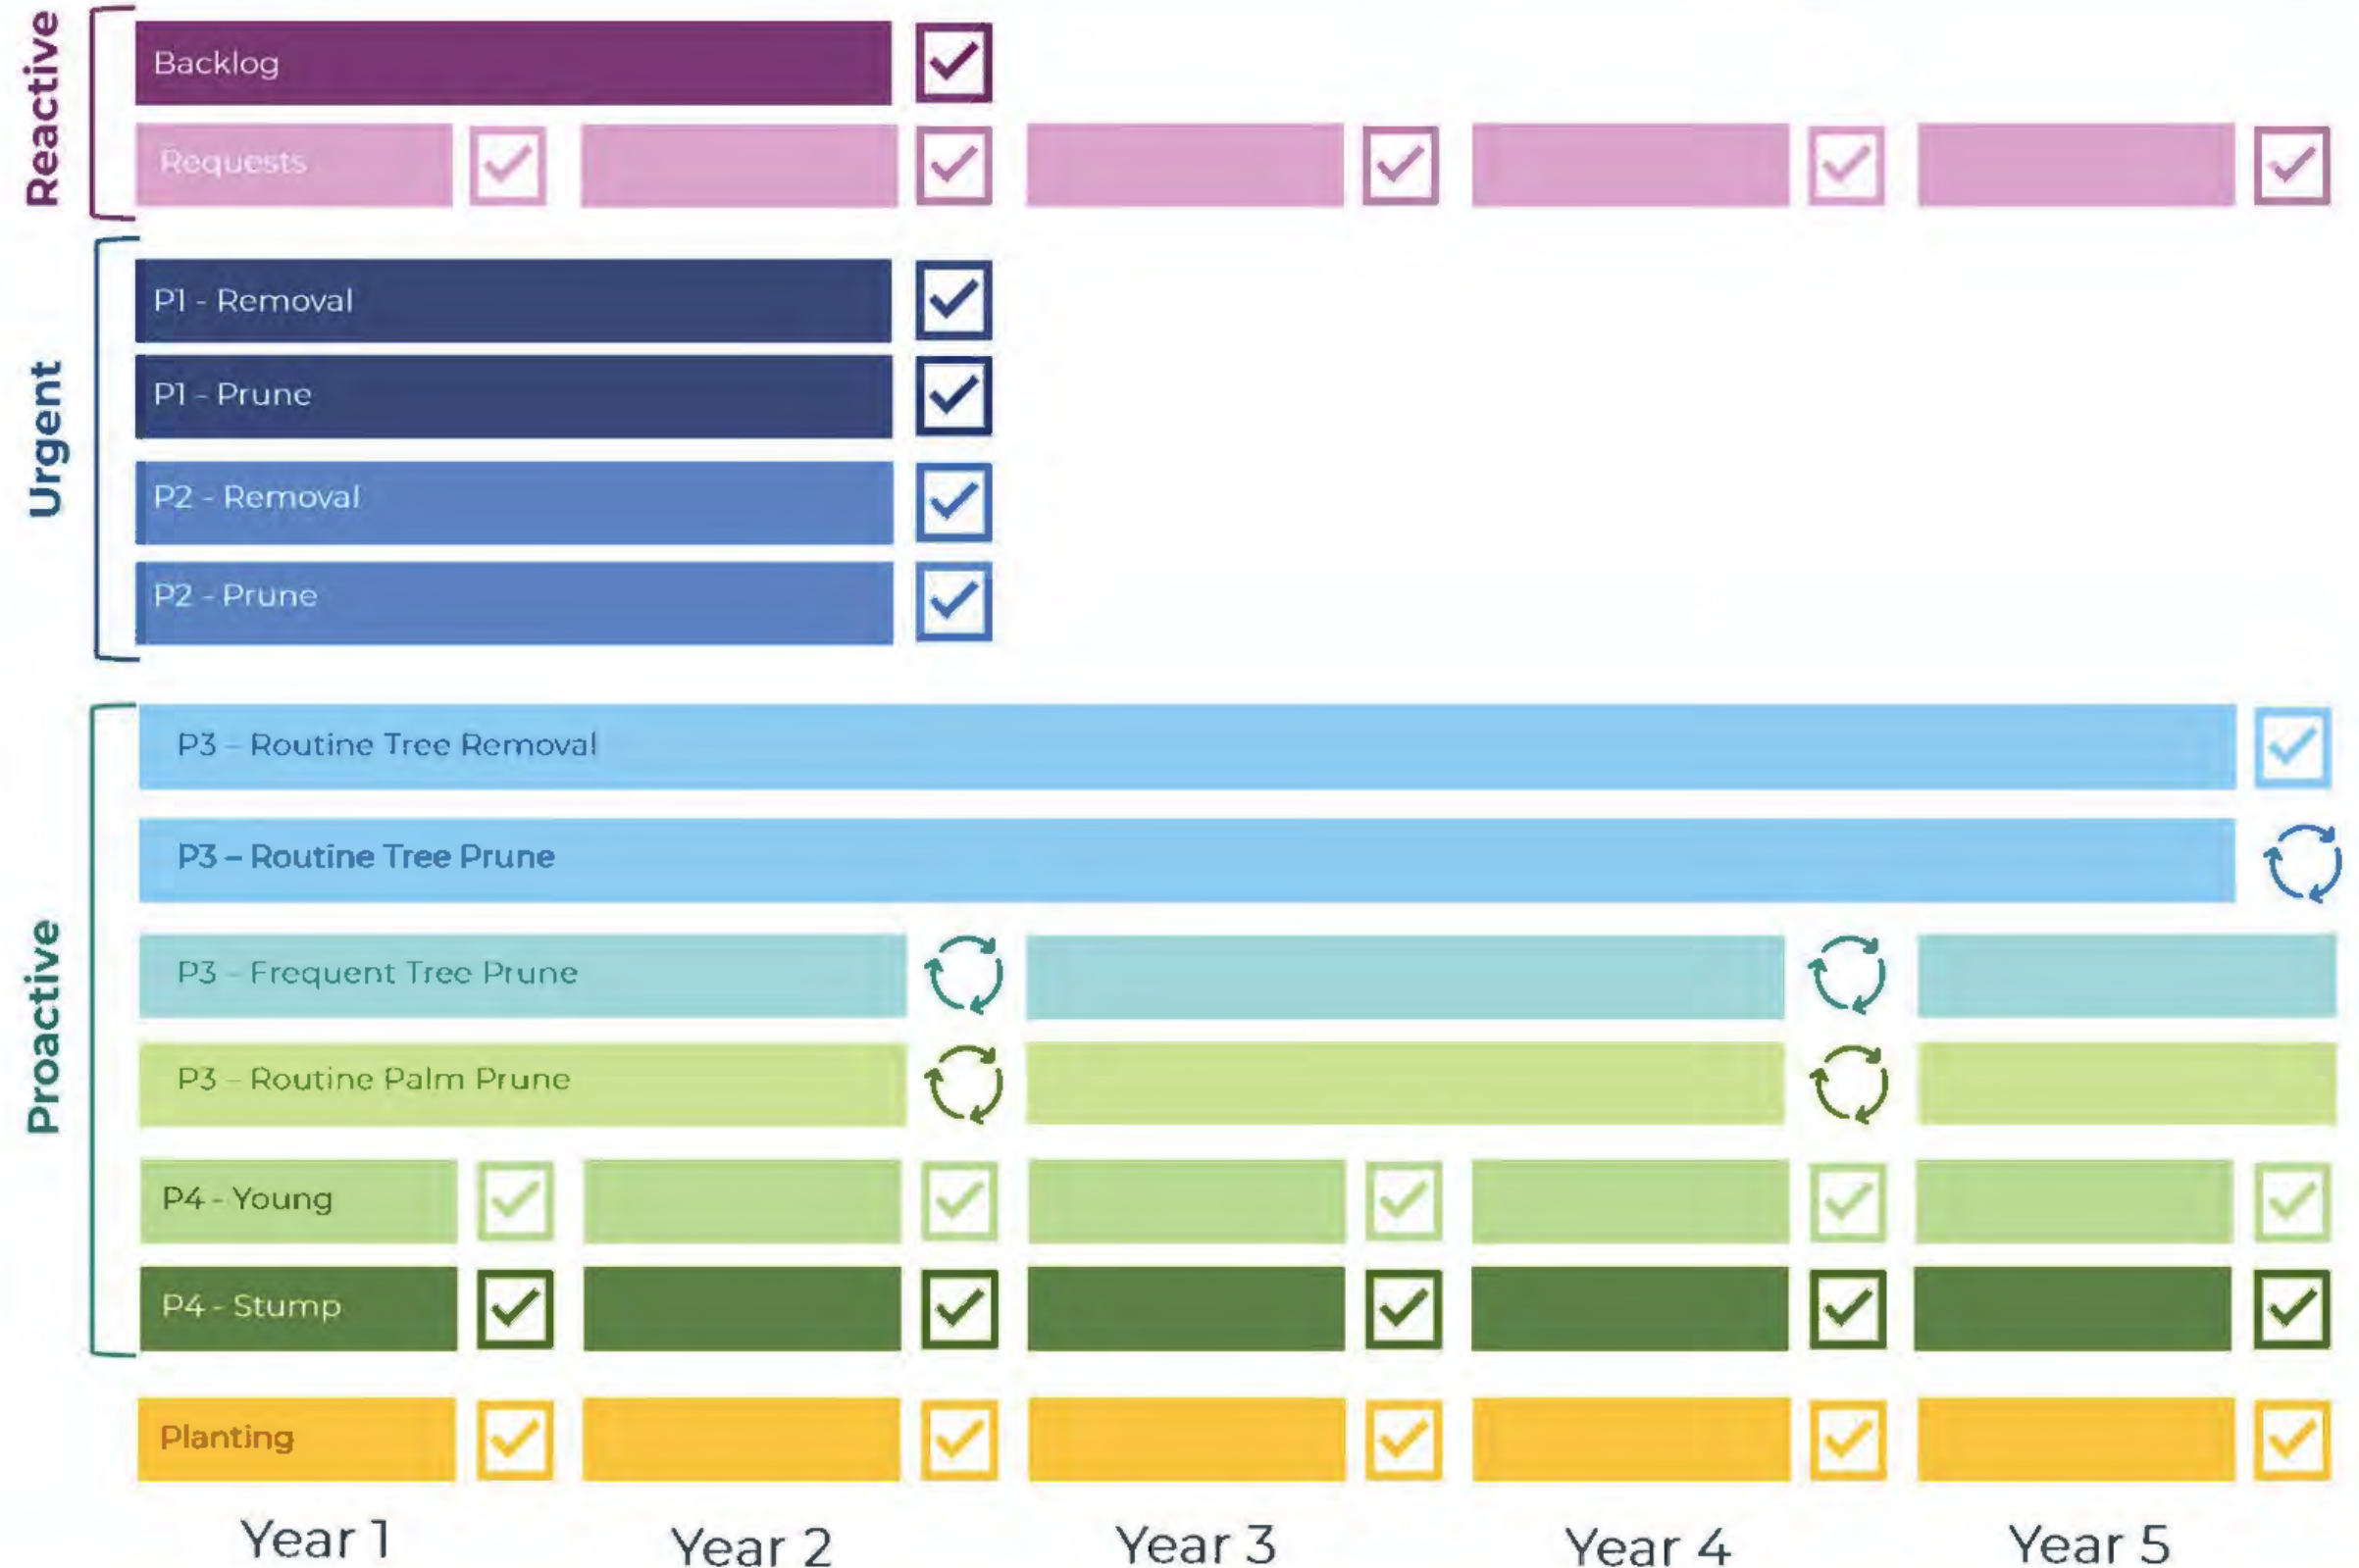 Reactive
Backlog
Requests
Urgent
P1 - Removal
P1 - Prune
P2 - Removal
P2 - Prune
Proactive
P3 – Routine Tree Removal
P3 – Routine Tree Prune
P3 – Frequent Tree Prune
P3 – Routine Palm Prune
P4 - Young
P4 - Stump
Planting
Year 1
Year 2
Year 3
Year 4
Year 5